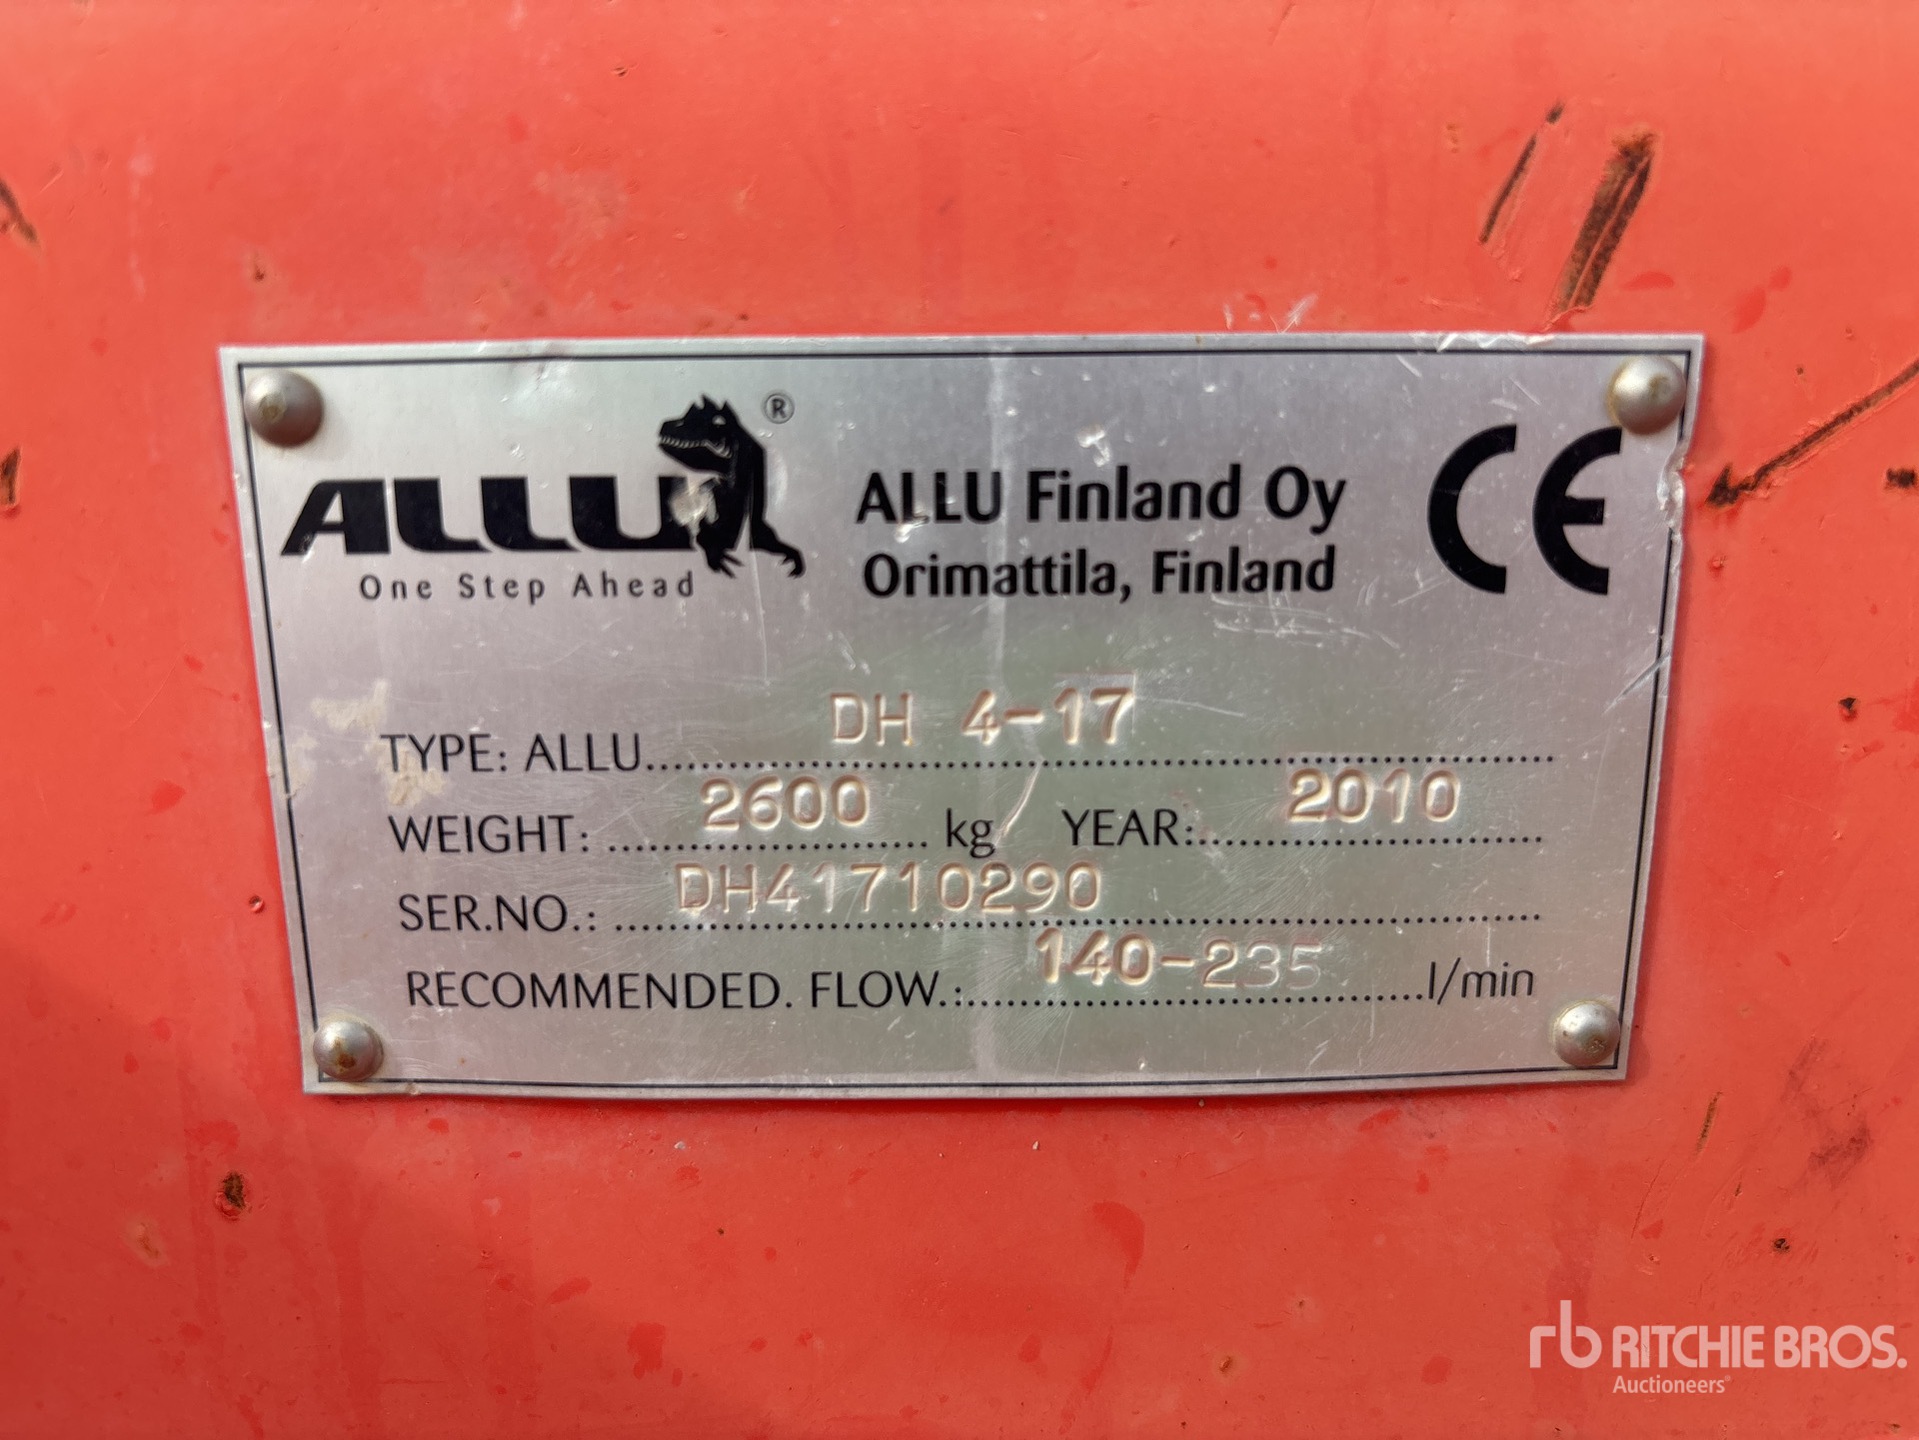 ALLU ®
One Step Ahead
ALLU Finland Oy
Orimattila, Finland
CE
TYPE: ALLU DH 4-17
WEIGHT: 2600 kg YEAR: 2010
SER.NO.: DH41710290
RECOMMENDED. FLOW.: 140-235 l/min
rb RITCHIE BROS.
Auctioneers